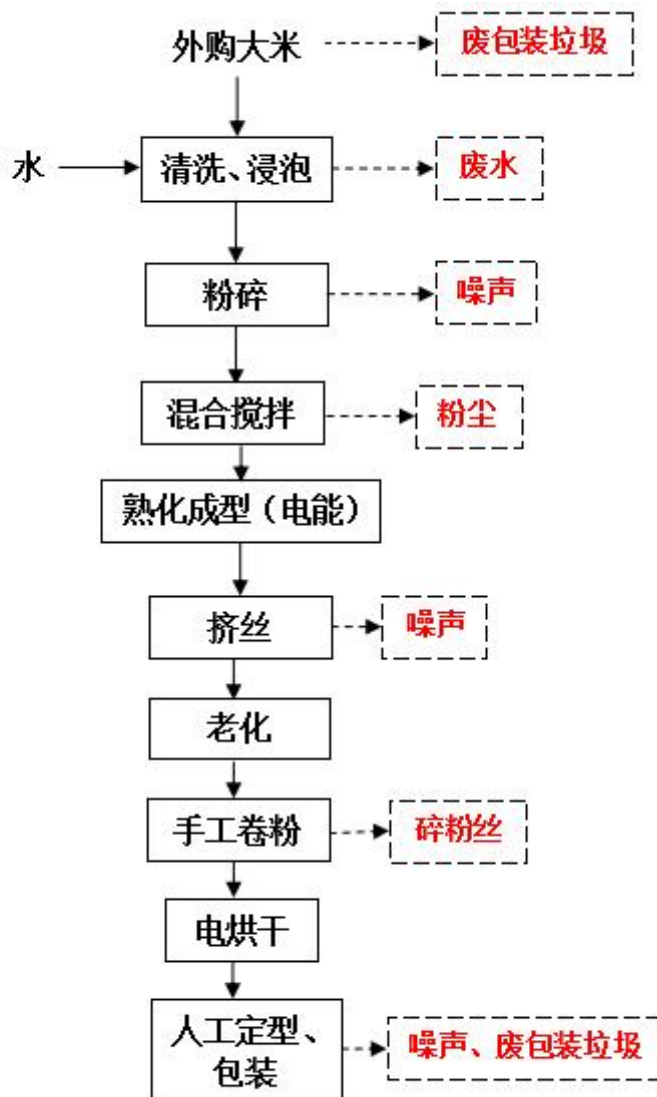 外购大米
废包装垃圾
水
清洗、浸泡
废水
粉碎
噪声
混合搅拌
粉尘
熟化成型（电能）
挤丝
噪声
老化
手工卷粉
碎粉丝
电烘干
人工定型、
包装
噪声、废包装垃圾